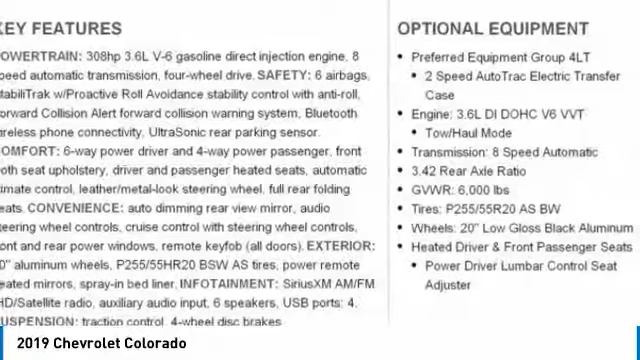 KEY FEATURES
OWERTRAIN: 308hp 3.6L V-6 gasoline direct injection engine, 8
peed automatic transmission, four-wheel drive. SAFETY: 6 airbags,
tabiliTrak w/Proactive Roll Avoidance stability control with anti-roll,
orward Collision Alert forward collision warning system, Bluetooth
ireless phone connectivity, UltraSonic rear parking sensor.
OMFORT: 6-way power driver and 4-way power passenger, front
oth seat upholstery, driver and passenger heated seats, automatic
limate control, leather/metal-look steering wheel, full rear folding
eats. CONVENIENCE: auto dimming rear view mirror, audio
teering wheel controls, cruise control with steering wheel controls,
ont and rear power windows, remote keyfob (all doors). EXTERIOR:
0" aluminum wheels, P255/55HR20 BSW AS tires, power remote
eated mirrors, spray-in bed liner. INFOTAINMENT: SiriusXM AM/FM
HD/Satellite radio, auxiliary audio input, 6 speakers, USB ports: 4.
USPENSION: traction control, 4-wheel disc brakes
OPTIONAL EQUIPMENT
• Preferred Equipment Group 4LT
• 2 Speed AutoTrac Electric Transfer
Case
• Engine: 3.6L DI DOHC V6 VVT
• Tow/Haul Mode
• Transmission: 8 Speed Automatic
• 3.42 Rear Axle Ratio
• GVWR: 6,000 lbs
• Tires: P255/55R20 AS BW
• Wheels: 20" Low Gloss Black Aluminum
• Heated Driver & Front Passenger Seats
• Power Driver Lumbar Control Seat
Adjuster
2019 Chevrolet Colorado